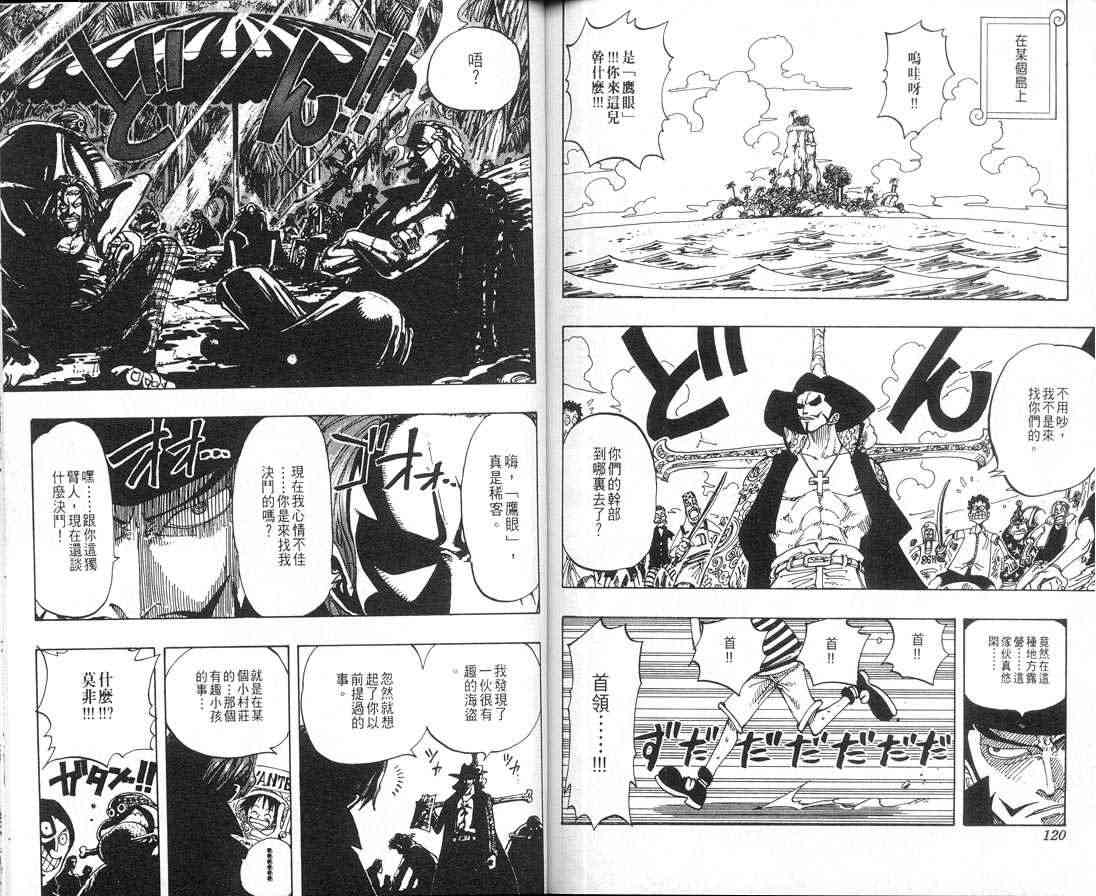 在某個島上
嗚哇呀!!
是「鷹眼」
!!!你來這兒
幹什麼!!!
不用吵，
我不是來
找你們的。
你們的幹部
到哪裏去了?
どん
竟然在這
種地方露
營……這
傢伙真悠
閑……
首!!
首!!
首!!
首領……!!!
ずだだだだだだ
120
唔?
どん!!
嗨，「鷹眼」，
真是稀客。
現在我心情不佳
……你是來找我
決鬥的嗎?
嘿……跟你這獨
臂人，現在還談
什麼決鬥！
ゴオオ…
オオ…
我發現了
一伙很有
趣的海盜
。
忽然就想
起了你以
前提過的
事。
就是在某
個小村莊
的…那個
有趣小孩
的事…
WANTE
什麼!!?
莫非!!!
ガタン!!